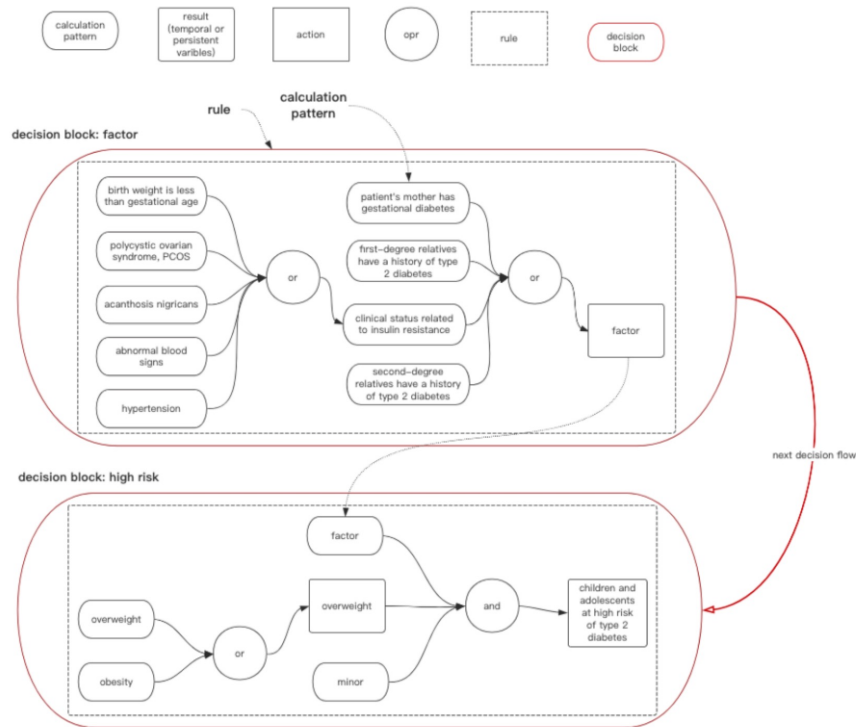 calculation
pattern
result
(temporal or
persistent
varibles)
action
opr
rule
decision
block
rule
calculation
pattern
decision block: factor
birth weight is less
than gestational age
polycystic ovarian
syndrome, PCOS
acanthosis nigricans
abnormal blood
signs
hypertension
or
patient's mother has
gestational diabetes
first-degree relatives
have a history of type
2 diabetes
clinical status related
to insulin resistance
second-degree
relatives have a history
of type 2 diabetes
or
factor
next decision flow
decision block: high risk
factor
overweight
obesity
or
overweight
minor
and
children and
adolescents
at high risk
of type 2
diabetes